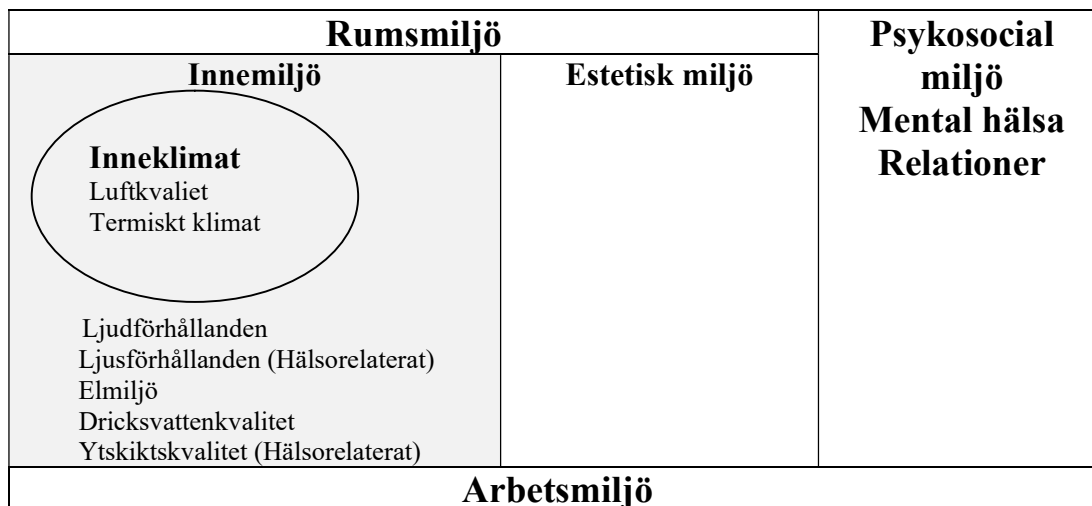 Rumsmiljö
Innemiljö
Inneklimat
Luftkvaliet
Termiskt klimat
Ljudförhållanden
Ljusförhållanden (Hälsorelaterat)
Elmiljö
Dricksvattenkvalitet
Ytskiktskvalitet (Hälsorelaterat)
Estetisk miljö
Psykosocial
miljö
Mental hälsa
Relationer
Arbetsmiljö